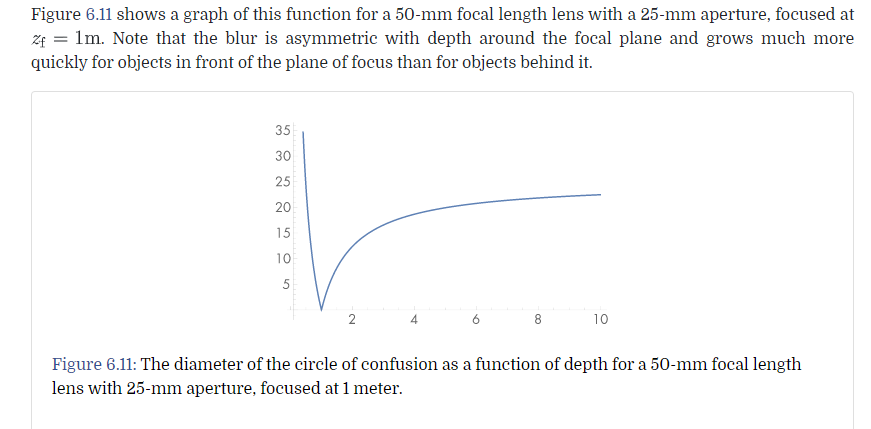 Figure 6.11 shows a graph of this function for a 50-mm focal length lens with a 25-mm aperture, focused at
z_f = 1m. Note that the blur is asymmetric with depth around the focal plane and grows much more
quickly for objects in front of the plane of focus than for objects behind it.
35
30
25
20
15
10
5
2 4 6 8 10
Figure 6.11: The diameter of the circle of confusion as a function of depth for a 50-mm focal length
lens with 25-mm aperture, focused at 1 meter.